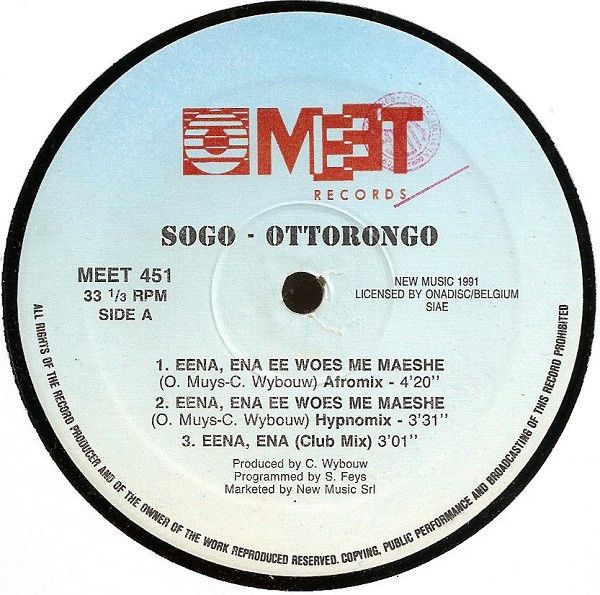 MEET
RECORDS
SOGO - OTTORONGO
MEET 451
33 1/3 RPM
SIDE A
NEW MUSIC 1991
LICENSED BY ONADISC/BELGIUM
SIAE
1. EENA, ENA EE WOES ME MAESHE
(O. Muys-C. Wybouw) Afromix - 4'20''
2. EENA, ENA EE WOES ME MAESHE
(O. Muys-C. Wybouw) Hypnomix - 3'31''
3. EENA, ENA (Club Mix) 3'01''
Produced by C. Wybouw
Programmed by S. Feys
Marketed by New Music Srl
ALL RIGHTS OF THE RECORD PRODUCER AND OF THE OWNER OF THE WORK REPRODUCED RESERVED. COPYING, PUBLIC PERFORMANCE AND BROADCASTING OF THIS RECORD PROHIBITED